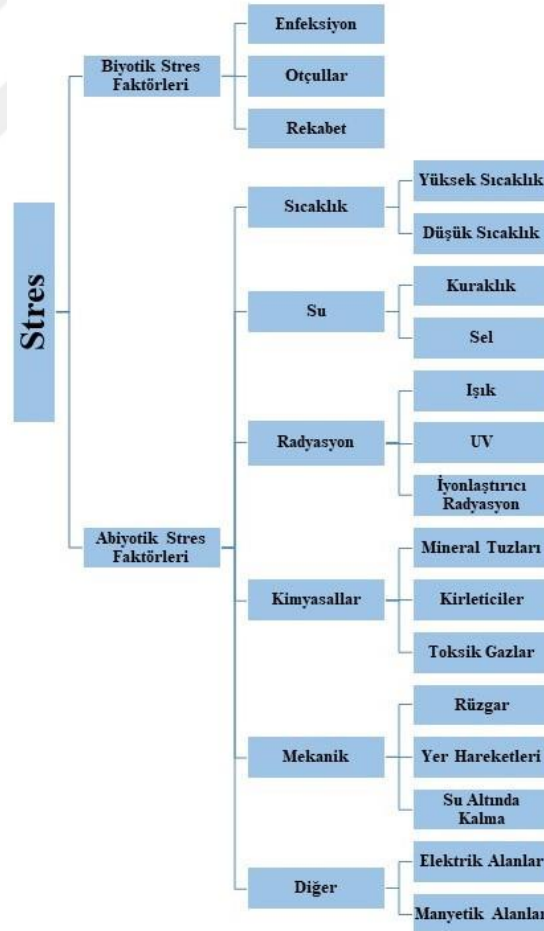 Stres
Biyotik Stres
Faktörleri
Enfeksiyon
Otçullar
Rekabet
Abiyotik Stres
Faktörleri
Sıcaklık
Yüksek Sıcaklık
Düşük Sıcaklık
Su
Kuraklık
Sel
Radyasyon
Işık
UV
İyonlaştırıcı
Radyasyon
Kimyasallar
Mineral Tuzları
Kirleticiler
Toksik Gazlar
Mekanik
Rüzgar
Yer Hareketleri
Su Altında
Kalma
Diğer
Elektrik Alanlar
Manyetik Alanlar